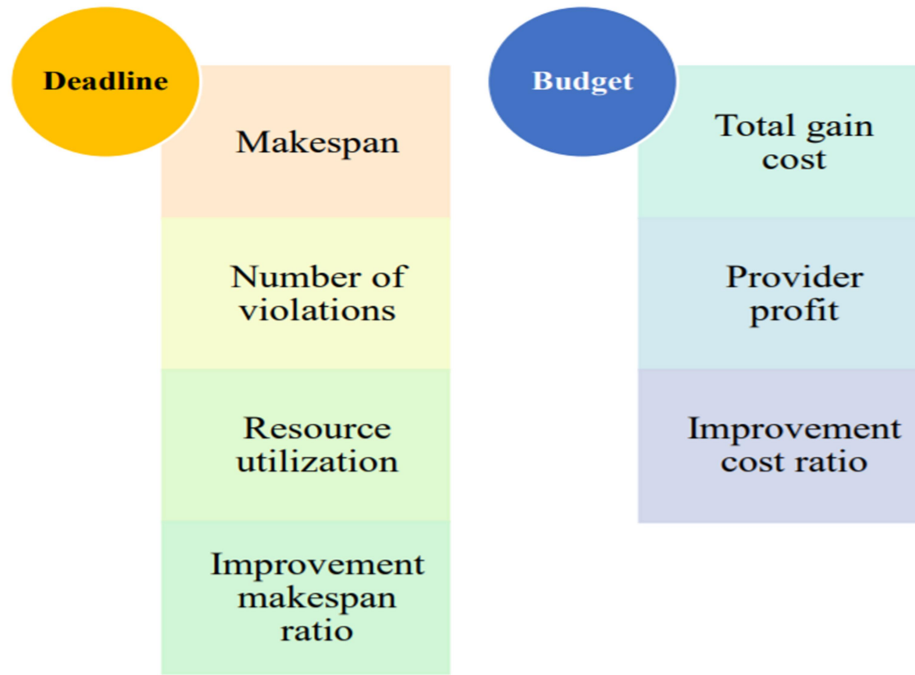 Deadline
Makespan
Number of
violations
Resource
utilization
Improvement
makespan
ratio
Budget
Total gain
cost
Provider
profit
Improvement
cost ratio